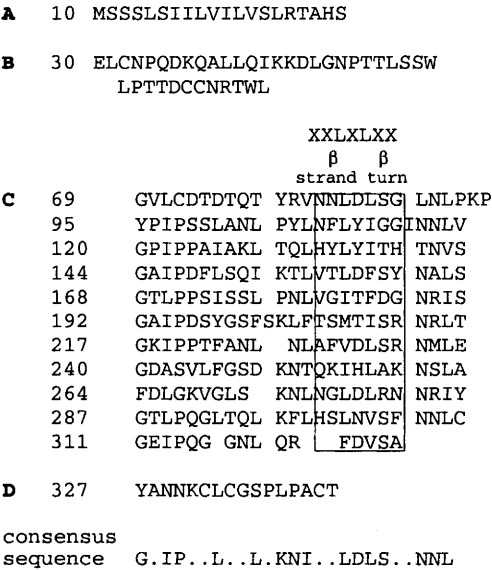 A 10 MSSSLSIILVILVSLRTAHS
B 30 ELCNPQDKQALLQIKKDLGNPTTLSSW
LPTTDCCNRTWL
XXLXLXX
β β
strand turn
C 69 GVLCDTDTQT YRVNNLDLSG LNLPKP
95 YPIPSSLANL PYLNFLYIGGINNLV
120 GPIPPAIAKL TQLHYLYITH TNVS
144 GAIPDFLSQI KTLVTLDFSY NALS
168 GTLPPSISSL PNLVGITFDG NRIS
192 GAIPDSYGSFSKLFTSMTISR NRLT
217 GKIPPTFANL NLAFVDLSR NMLE
240 GDASVLFGSD KNTQKIHLAK NSLA
264 FDLGKVGLS KNLNGLDLRN NRIY
287 GTLPQGLTQL KFLHSLNVSF NNLC
311 GEIPQG GNL QR FDVSA
D 327 YANNKCLCGSPLPACT
consensus
sequence G.IP..L..L.KNI..LDLS..NNL